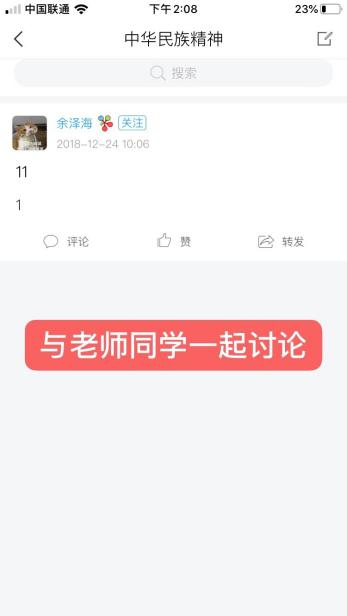 中国联通 下午2:08 23%
中华民族精神
搜索
余泽海 关注
2018-12-24 10:06
11
1
评论 赞 转发
与老师同学一起讨论